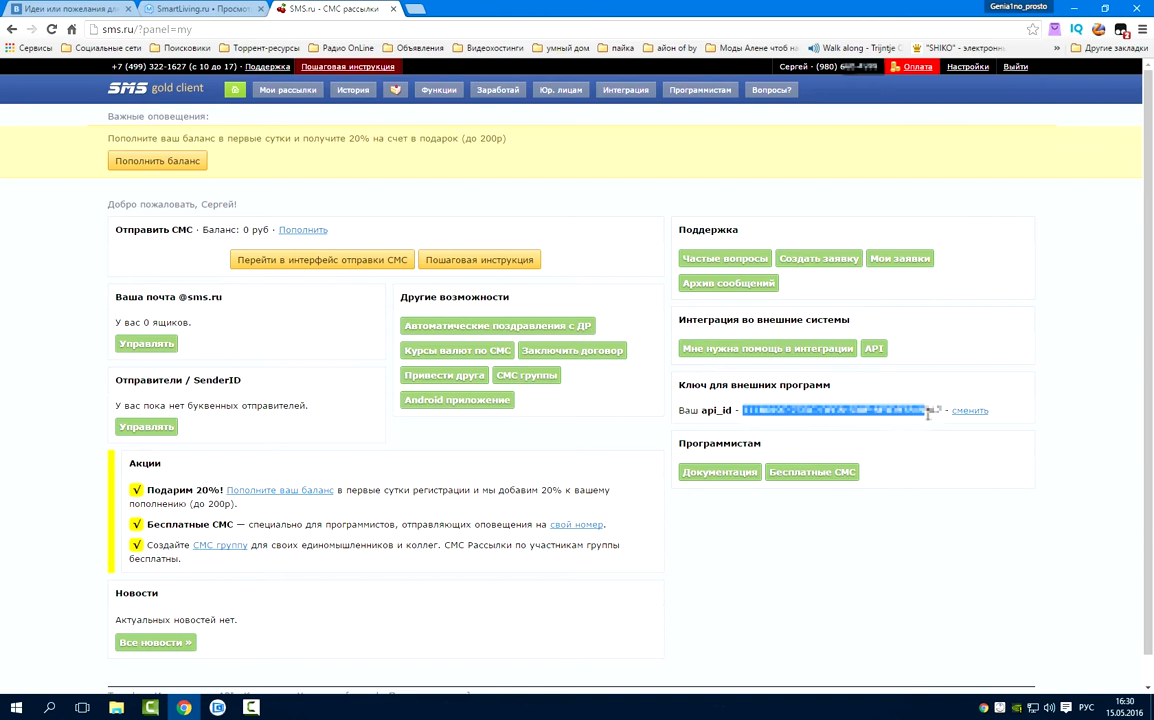 Идеи или пожелания дл
SmartLiving.ru • Просмот
SMS.ru - СМС рассылки
Genia1no_prosto
sms.ru/?panel=my
Сервисы
Социальные сети
Поисковики
Торрент-ресурсы
Радио OnLine
Объявления
Видеохостинги
умный дом
пайка
айон of by
Моды Алене чтоб на
Walk along - Trijntje C
"SHIKO" - электронны
»
Другие закладки
+7 (499) 322-1627 (с 10 до 17) · Поддержка
Пошаговая инструкция
Сергей · (980)
Оплата
Настройки
Выйти
SMS gold client
Мои рассылки
История
Функции
Заработай
Юр. лицам
Интеграция
Программистам
Вопросы?
Важные оповещения:
Пополните ваш баланс в первые сутки и получите 20% на счет в подарок (до 200р)
Пополнить баланс
Добро пожаловать, Сергей!
Отправить СМС · Баланс: 0 руб · Пополнить
Перейти в интерфейс отправки СМС
Пошаговая инструкция
Ваша почта @sms.ru
У вас 0 ящиков.
Управлять
Отправители / SenderID
У вас пока нет буквенных отправителей.
Управлять
Другие возможности
Автоматические поздравления с ДР
Курсы валют по СМС
Заключить договор
Привести друга
СМС группы
Android приложение
Акции
√ Подарим 20%! Пополните ваш баланс в первые сутки регистрации и мы добавим 20% к вашему
пополнению (до 200р).
√ Бесплатные СМС — специально для программистов, отправляющих оповещения на свой номер.
√ Создайте СМС группу для своих единомышленников и коллег. СМС Рассылки по участникам группы
бесплатны.
Новости
Актуальных новостей нет.
Все новости »
Поддержка
Частые вопросы
Создать заявку
Мои заявки
Архив сообщений
Интеграция во внешние системы
Мне нужна помощь в интеграции
API
Ключ для внешних программ
Ваш api_id - - сменить
Программистам
Документация
Бесплатные СМС
РУС
16:30
15.05.2016